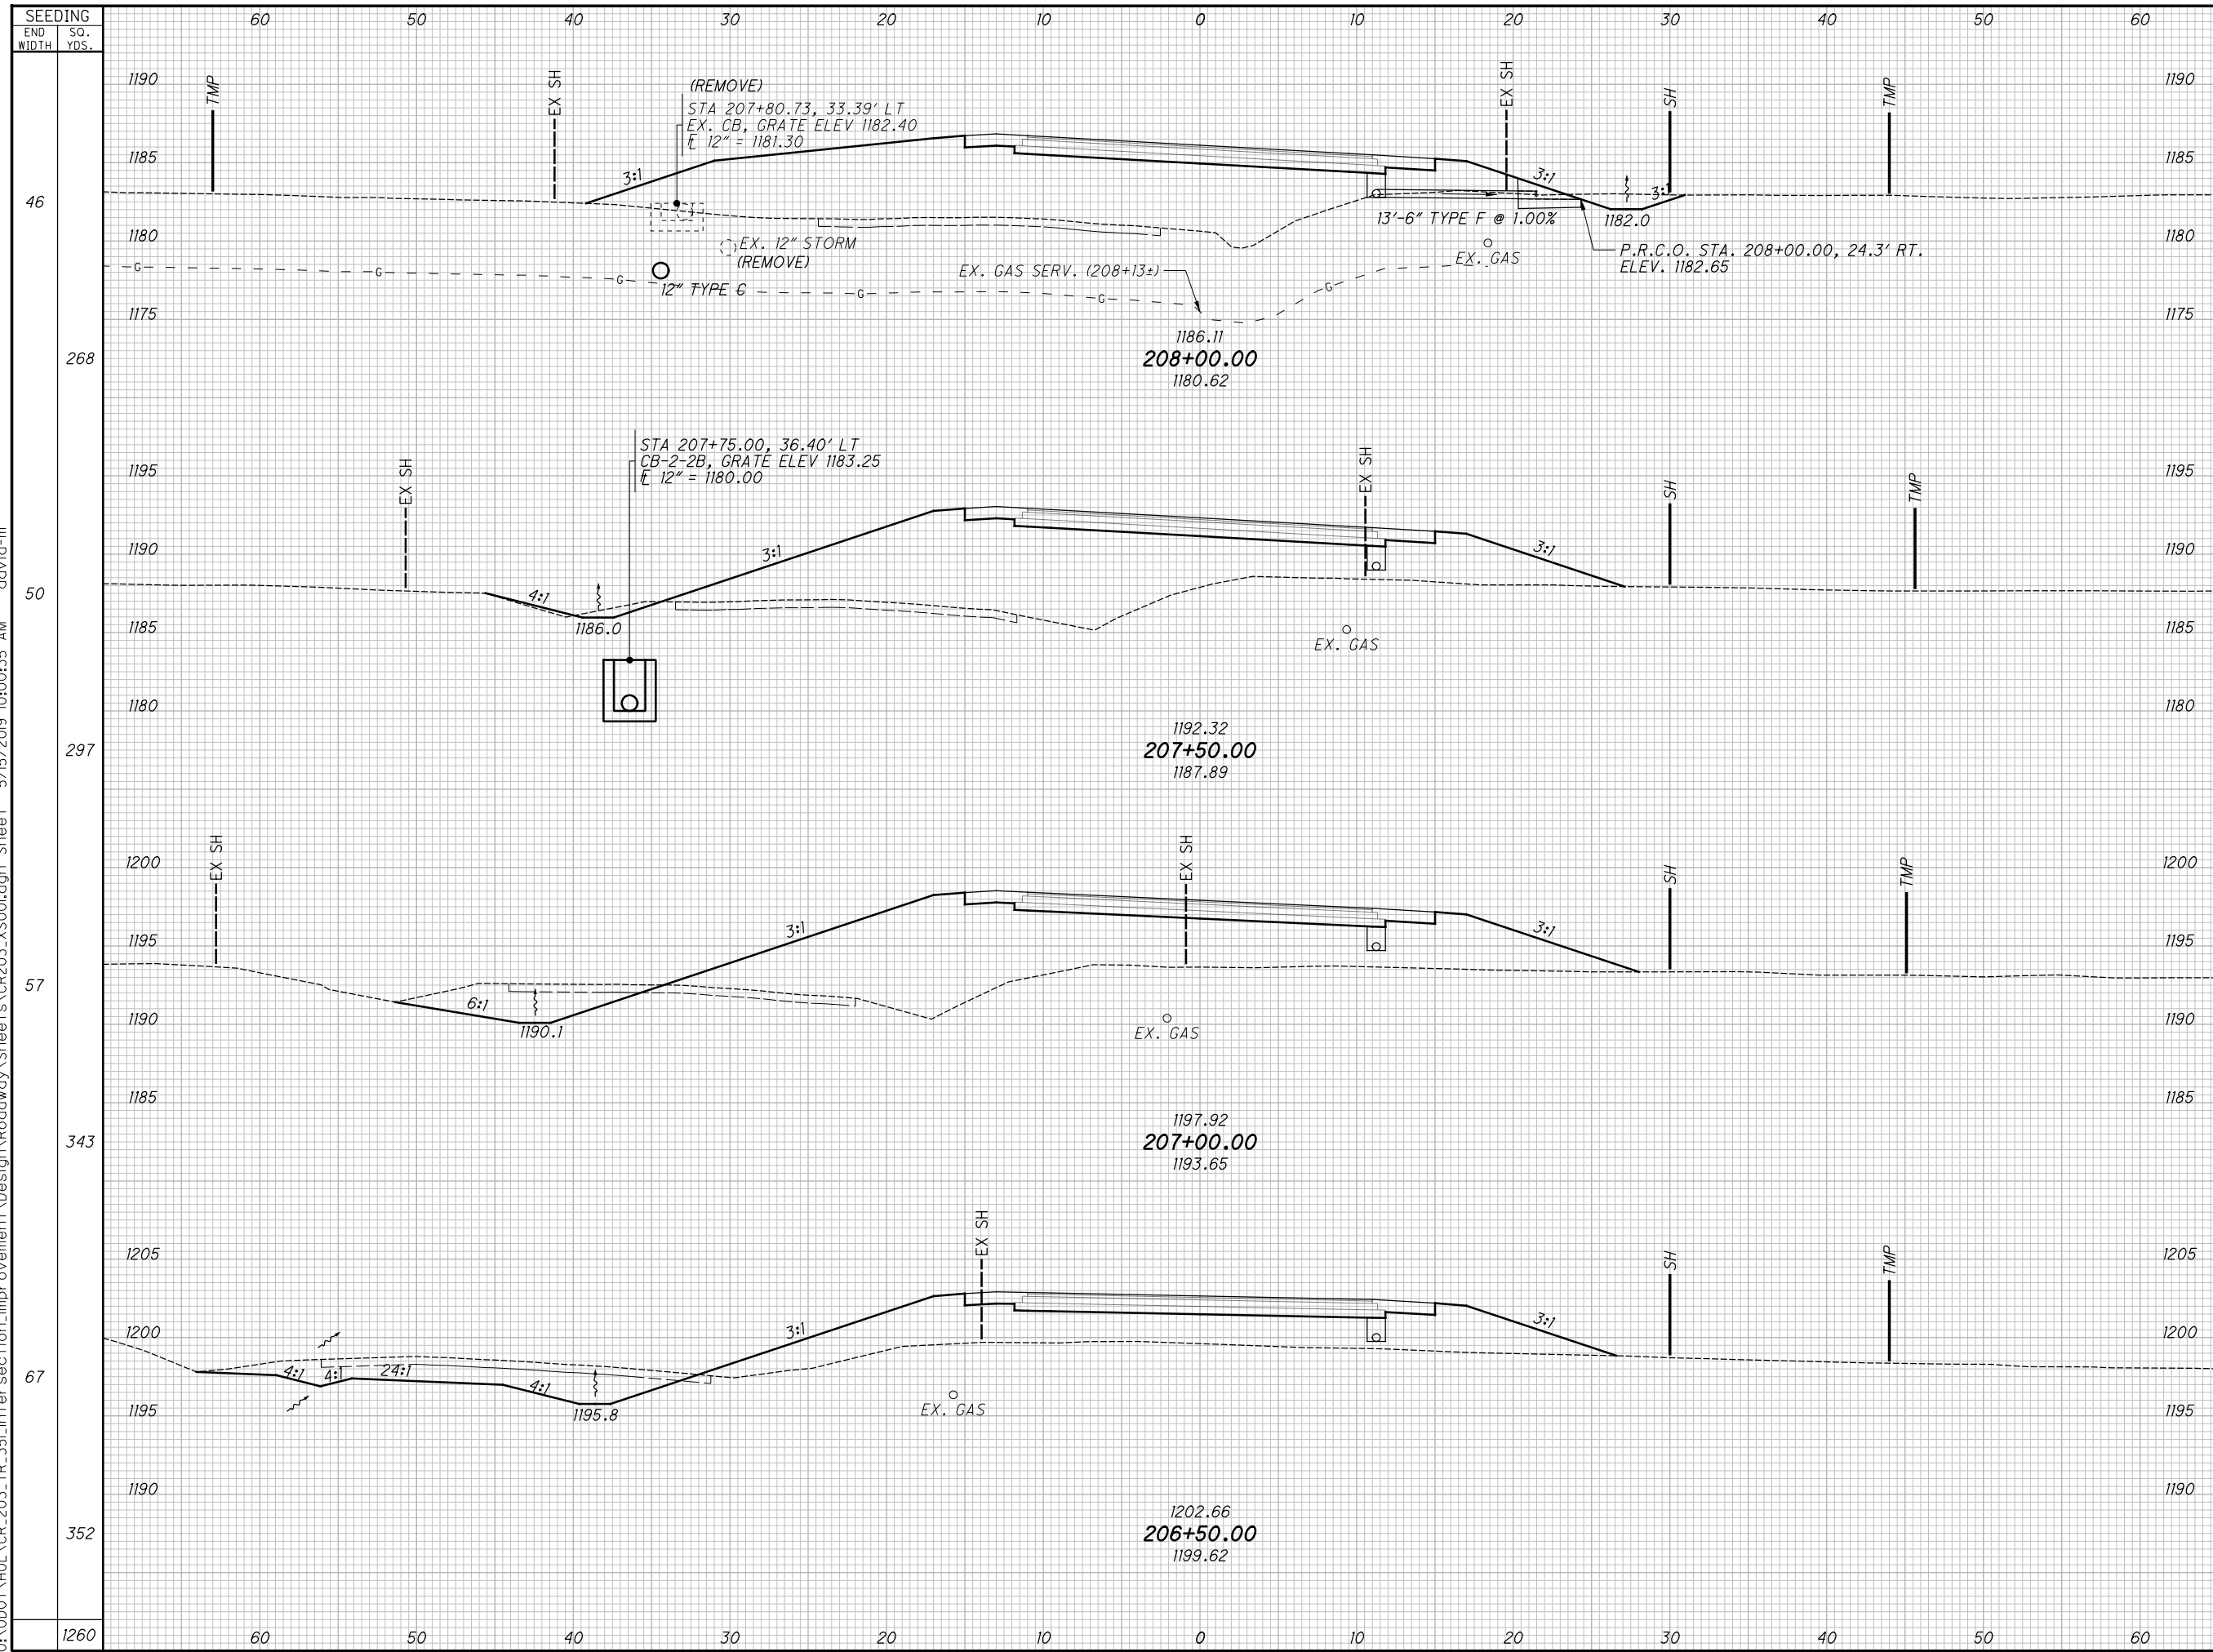 SEEDING
END WIDTH
SQ. YDS.
60 50 40 30 20 10 0 10 20 30 40 50 60
1190 1190
TMP
EX SH
(REMOVE)
STA 207+80.73, 33.39' LT
EX. CB, GRATE ELEV 1182.40
℄ 12" = 1181.30
EX SH
SH
TMP
1185 1185
3:1
3:1
3:1
46
13'-6" TYPE F @ 1.00%
1182.0
1180 1180
EX. 12" STORM
(REMOVE)
EX. GAS
P.R.C.O. STA. 208+00.00, 24.3' RT.
ELEV. 1182.65
G G G G G G
EX. GAS SERV. (208+13±)
12" TYPE C
1175 1175
1186.11
268
208+00.00
1180.62
STA 207+75.00, 36.40' LT
CB-2-2B, GRATE ELEV 1183.25
℄ 12" = 1180.00
1195 1195
EX SH
EX SH
SH
TMP
1190 1190
3:1
3:1
50
4:1
1186.0
1185 1185
EX. GAS
1180 1180
1192.32
297
207+50.00
1187.89
EX SH
EX SH
SH
TMP
1200 1200
3:1
3:1
1195 1195
57
6:1
1190.1
1190 1190
EX. GAS
1185 1185
1197.92
343
207+00.00
1193.65
EX SH
SH
TMP
1205 1205
1200 1200
3:1
3:1
67
4:1 4:1 24:1 4:1
1195.8
1195 1195
EX. GAS
1190 1190
1202.66
352
206+50.00
1199.62
1260
60 50 40 30 20 10 0 10 20 30 40 50 60